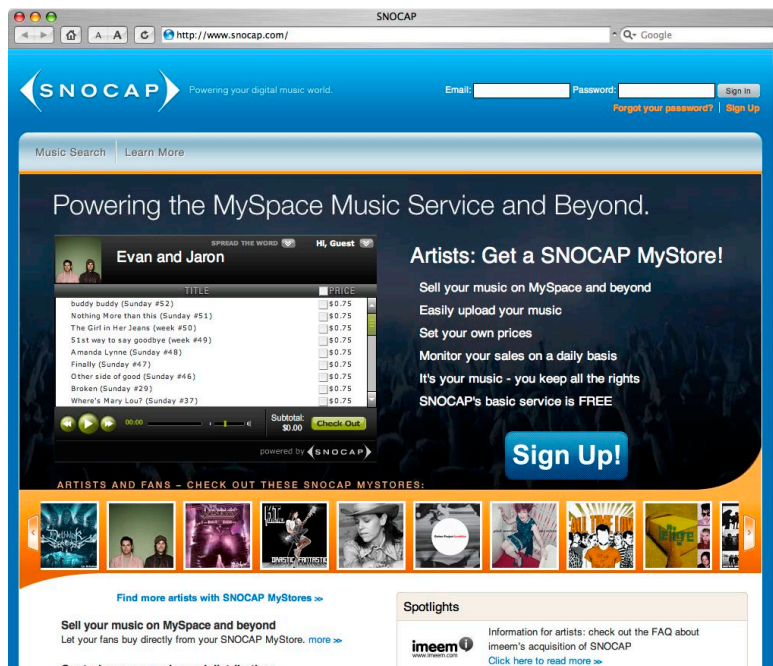 SNOCAP
http://www.snocap.com/
Google
SNOCAP
Powering your digital music world.
Email:
Password:
Sign In
Forgot your password?
Sign Up
Music Search
Learn More
Powering the MySpace Music Service and Beyond.
SPREAD THE WORD
Hi, Guest
Evan and Jaron
TITLE
PRICE
buddy buddy (Sunday #52)
$0.75
Nothing More than this (Sunday #51)
$0.75
The Girl in Her Jeans (week #50)
$0.75
51st way to say goodbye (week #49)
$0.75
Amanda Lynne (Sunday #48)
$0.75
Finally (Sunday #47)
$0.75
Other side of good (Sunday #46)
$0.75
Broken (Sunday #29)
$0.75
Where's Mary Lou? (Sunday #37)
$0.75
00:00
Subtotal:
$0.00
Check Out
powered by SNOCAP
Artists: Get a SNOCAP MyStore!
Sell your music on MySpace and beyond
Easily upload your music
Set your own prices
Monitor your sales on a daily basis
It's your music - you keep all the rights
SNOCAP's basic service is FREE
Sign Up!
ARTISTS AND FANS – CHECK OUT THESE SNOCAP MYSTORES:
DRASTIC FANTASTIC
Find more artists with SNOCAP MyStores >>
Sell your music on MySpace and beyond
Let your fans buy directly from your SNOCAP MyStore. more >>
Spotlights
imeem
www.imeem.com
Information for artists: check out the FAQ about
imeem's acquisition of SNOCAP
Click here to read more >>